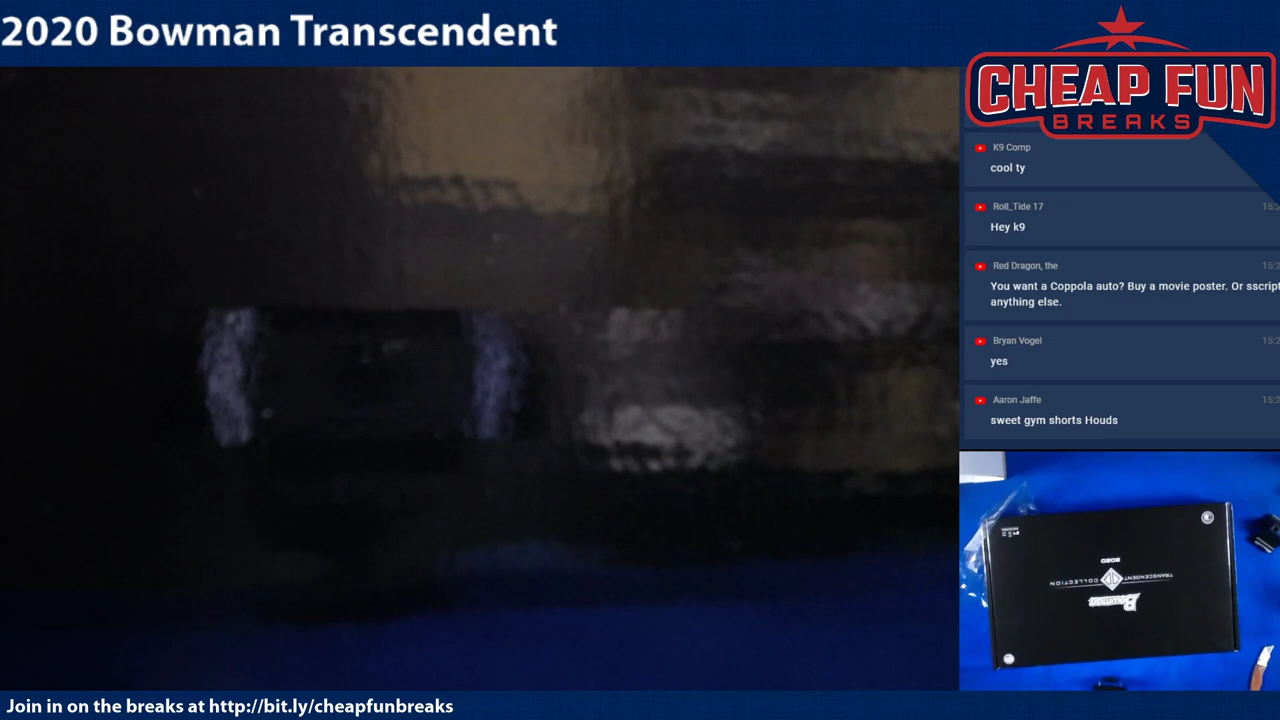 2020 Bowman Transcendent
CHEAP FUN
BREAKS
K9 Comp
cool ty
Roll_Tide 17
Hey k9
Red Dragon, the
You want a Coppola auto? Buy a movie poster. Or sscript
anything else.
Bryan Vogel
yes
Aaron Jaffe
sweet gym shorts Houds
2020
TRANSCENDENT COLLECTION
BOWMAN
Join in on the breaks at http://bit.ly/cheapfunbreaks